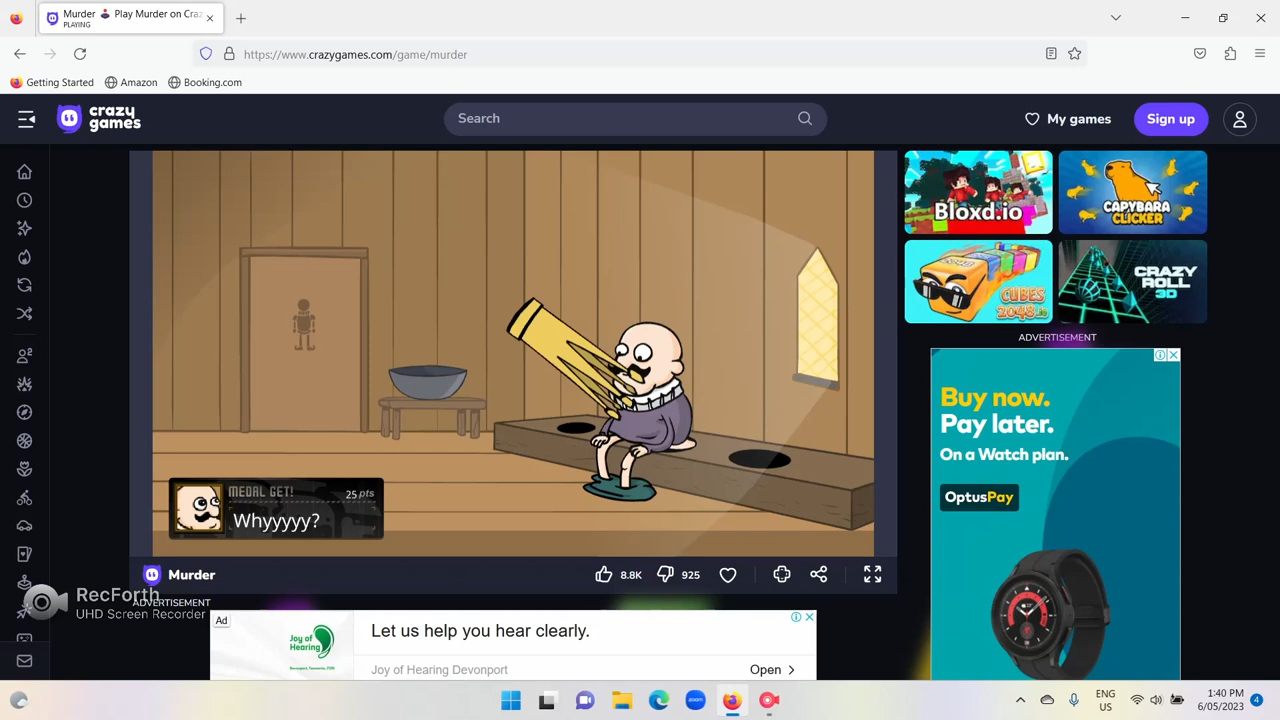 Murder
Play Murder on Craz
PLAYING
https://www.crazygames.com/game/murder
Getting Started
Amazon
Booking.com
crazy
games
Search
My games
Sign up
Bloxd.io
CAPYBARA
CLICKER
CUBES
2048.io
CRAZY
ROLL
3D
ADVERTISEMENT
Buy now.
Pay later.
On a Watch plan.
OptusPay
MEDAL GET!
25 pts
Whyyyyy?
Murder
8.8K
925
RecForth
UHD Screen Recorder
ADVERTISEMENT
Ad
Joy of
Hearing
Let us help you hear clearly.
Joy of Hearing Devonport
Open
zoom
ENG
US
1:40 PM
6/05/2023
4